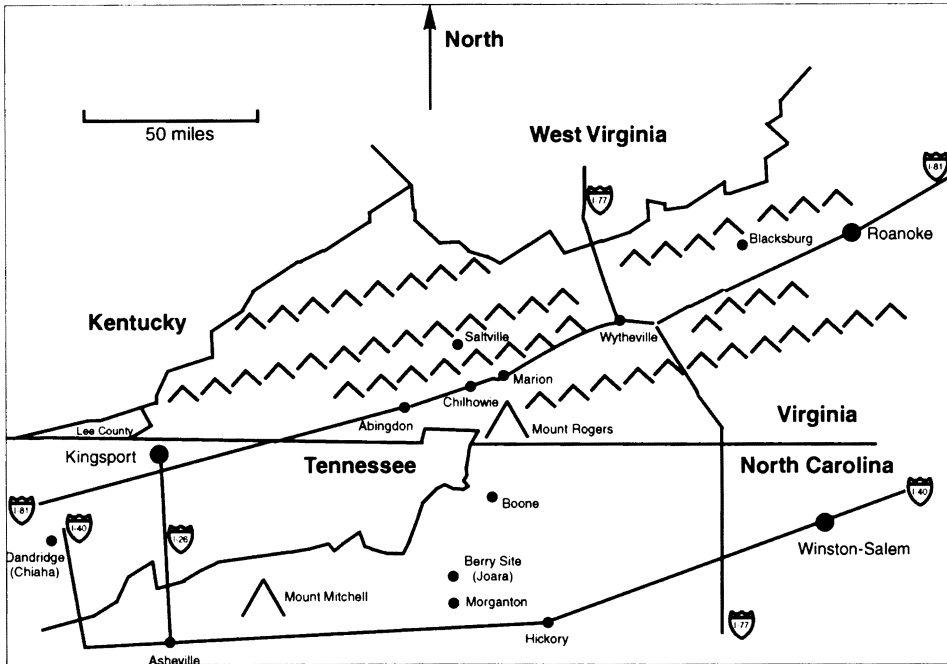 North
50 miles
West Virginia
I-81
I-77
Roanoke
Blacksburg
Kentucky
Saltville
Wytheville
Marion
Chilhowie
Abingdon
Mount Rogers
Virginia
Lee County
Kingsport
Tennessee
North Carolina
I-81
I-40
I-26
Boone
I-40
Dandridge
(Chiaha)
Winston-Salem
Berry Site
(Joara)
Mount Mitchell
Morganton
Hickory
I-77
Asheville